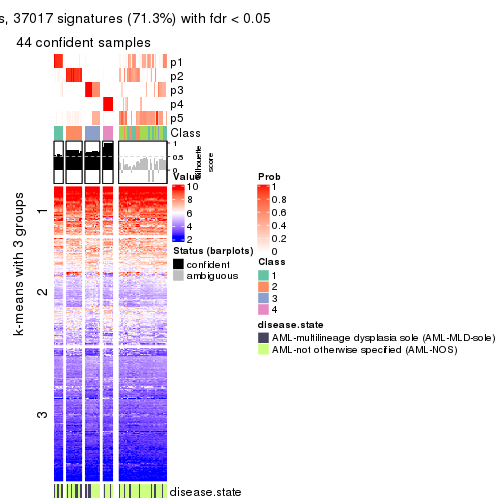 s, 37017 signatures (71.3%) with fdr < 0.05
44 confident samples
p1
p2
p3
p4
p5
Class
1
0.5
0
Silhouette
score
k-means with 3 groups
1
2
3
Value
10
8
6
4
2
Status (barplots)
confident
ambiguous
Prob
1
0.8
0.6
0.4
0.2
0
Class
1
2
3
4
disease.state
AML-multilineage dysplasia sole (AML-MLD-sole)
AML-not otherwise specified (AML-NOS)
disease.state